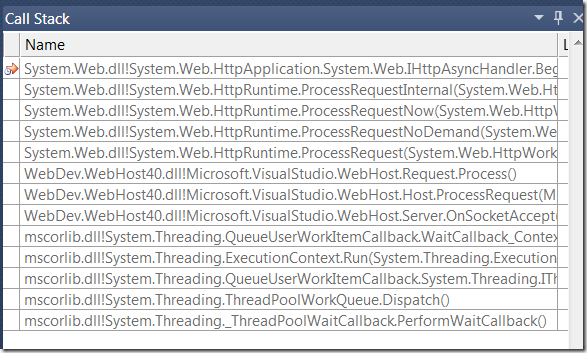 Call Stack
Name L
System.Web.dll!System.Web.HttpApplication.System.Web.IHttpAsyncHandler.Beg
System.Web.dll!System.Web.HttpRuntime.ProcessRequestInternal(System.Web.Ht
System.Web.dll!System.Web.HttpRuntime.ProcessRequestNow(System.Web.HttpW
System.Web.dll!System.Web.HttpRuntime.ProcessRequestNoDemand(System.We
System.Web.dll!System.Web.HttpRuntime.ProcessRequest(System.Web.HttpWork
WebDev.WebHost40.dll!Microsoft.VisualStudio.WebHost.Request.Process()
WebDev.WebHost40.dll!Microsoft.VisualStudio.WebHost.Host.ProcessRequest(M
WebDev.WebHost40.dll!Microsoft.VisualStudio.WebHost.Server.OnSocketAccept(
mscorlib.dll!System.Threading.QueueUserWorkItemCallback.WaitCallback_Contex
mscorlib.dll!System.Threading.ExecutionContext.Run(System.Threading.Execution
mscorlib.dll!System.Threading.QueueUserWorkItemCallback.System.Threading.ITh
mscorlib.dll!System.Threading.ThreadPoolWorkQueue.Dispatch()
mscorlib.dll!System.Threading._ThreadPoolWaitCallback.PerformWaitCallback()